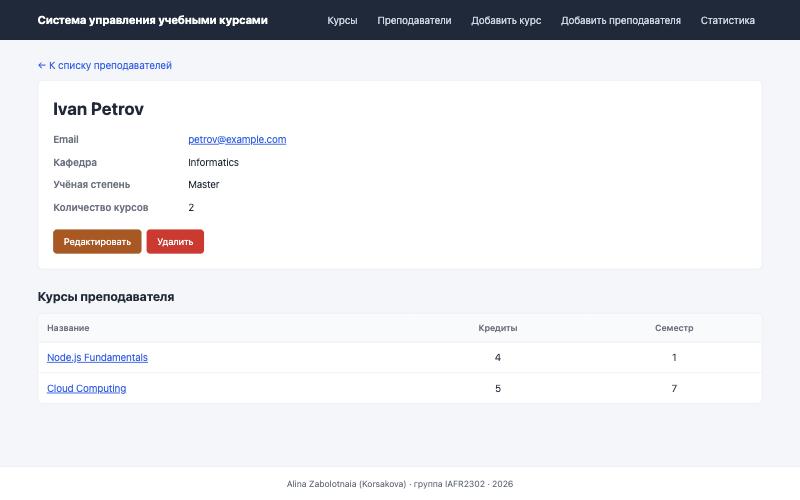 Система управления учебными курсами Курсы Преподаватели Добавить курс Добавить преподавателя Статистика
← К списку преподавателей
Ivan Petrov
Email petrov@example.com
Кафедра Informatics
Учёная степень Master
Количество курсов 2
Редактировать Удалить
Курсы преподавателя
Название Кредиты Семестр
Node.js Fundamentals 4 1
Cloud Computing 5 7
Alina Zabolotnaia (Korsakova) · группа IAFR2302 · 2026